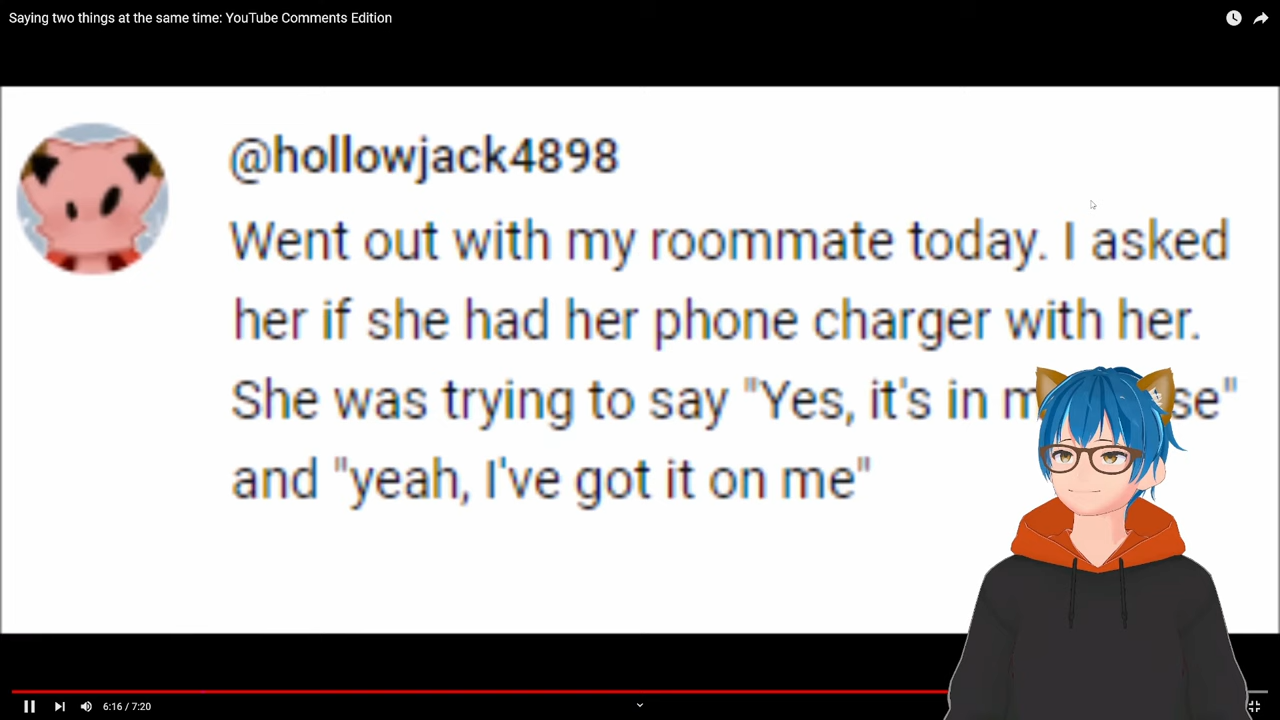 Saying two things at the same time: YouTube Comments Edition
@hollowjack4898
Went out with my roommate today. I asked
her if she had her phone charger with her.
She was trying to say "Yes, it's in
and "yeah, I've got it on me"
6:16 / 7:20